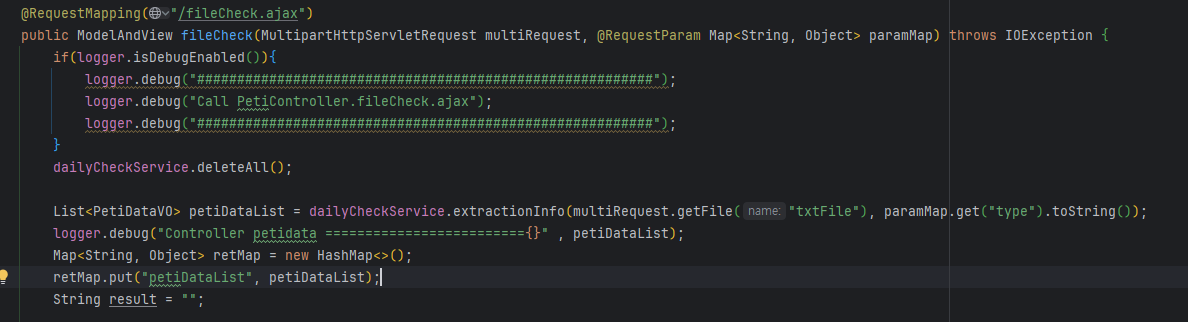 @RequestMapping("/fileCheck.ajax")
public ModelAndView fileCheck(MultipartHttpServletRequest multiRequest, @RequestParam Map<String, Object> paramMap) throws IOException {
    if(logger.isDebugEnabled()){
        logger.debug("#########################################################");
        logger.debug("Call PetiController.fileCheck.ajax");
        logger.debug("#########################################################");
    }
    dailyCheckService.deleteAll();

    List<PetiDataVO> petiDataList = dailyCheckService.extractionInfo(multiRequest.getFile( name: "txtFile"), paramMap.get("type").toString());
    logger.debug("Controller petidata ========================={}" , petiDataList);
    Map<String, Object> retMap = new HashMap<>();
    retMap.put("petiDataList", petiDataList);
    String result = "";